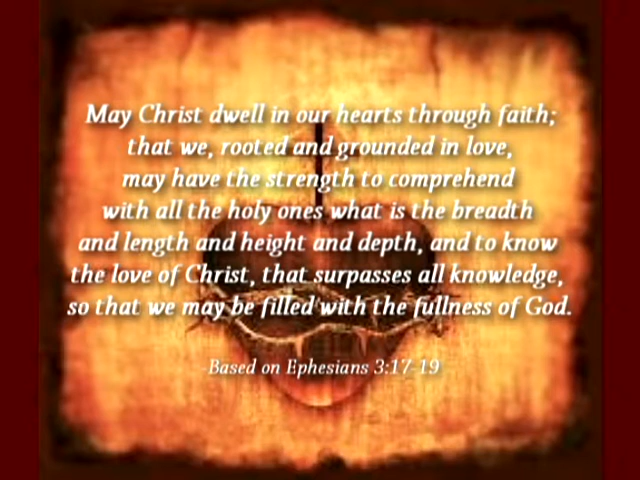 May Christ dwell in our hearts through faith;
that we, rooted and grounded in love,
may have the strength to comprehend
with all the holy ones what is the breadth
and length and height and depth, and to know
the love of Christ, that surpasses all knowledge,
so that we may be filled with the fullness of God.
-Based on Ephesians 3:17-19